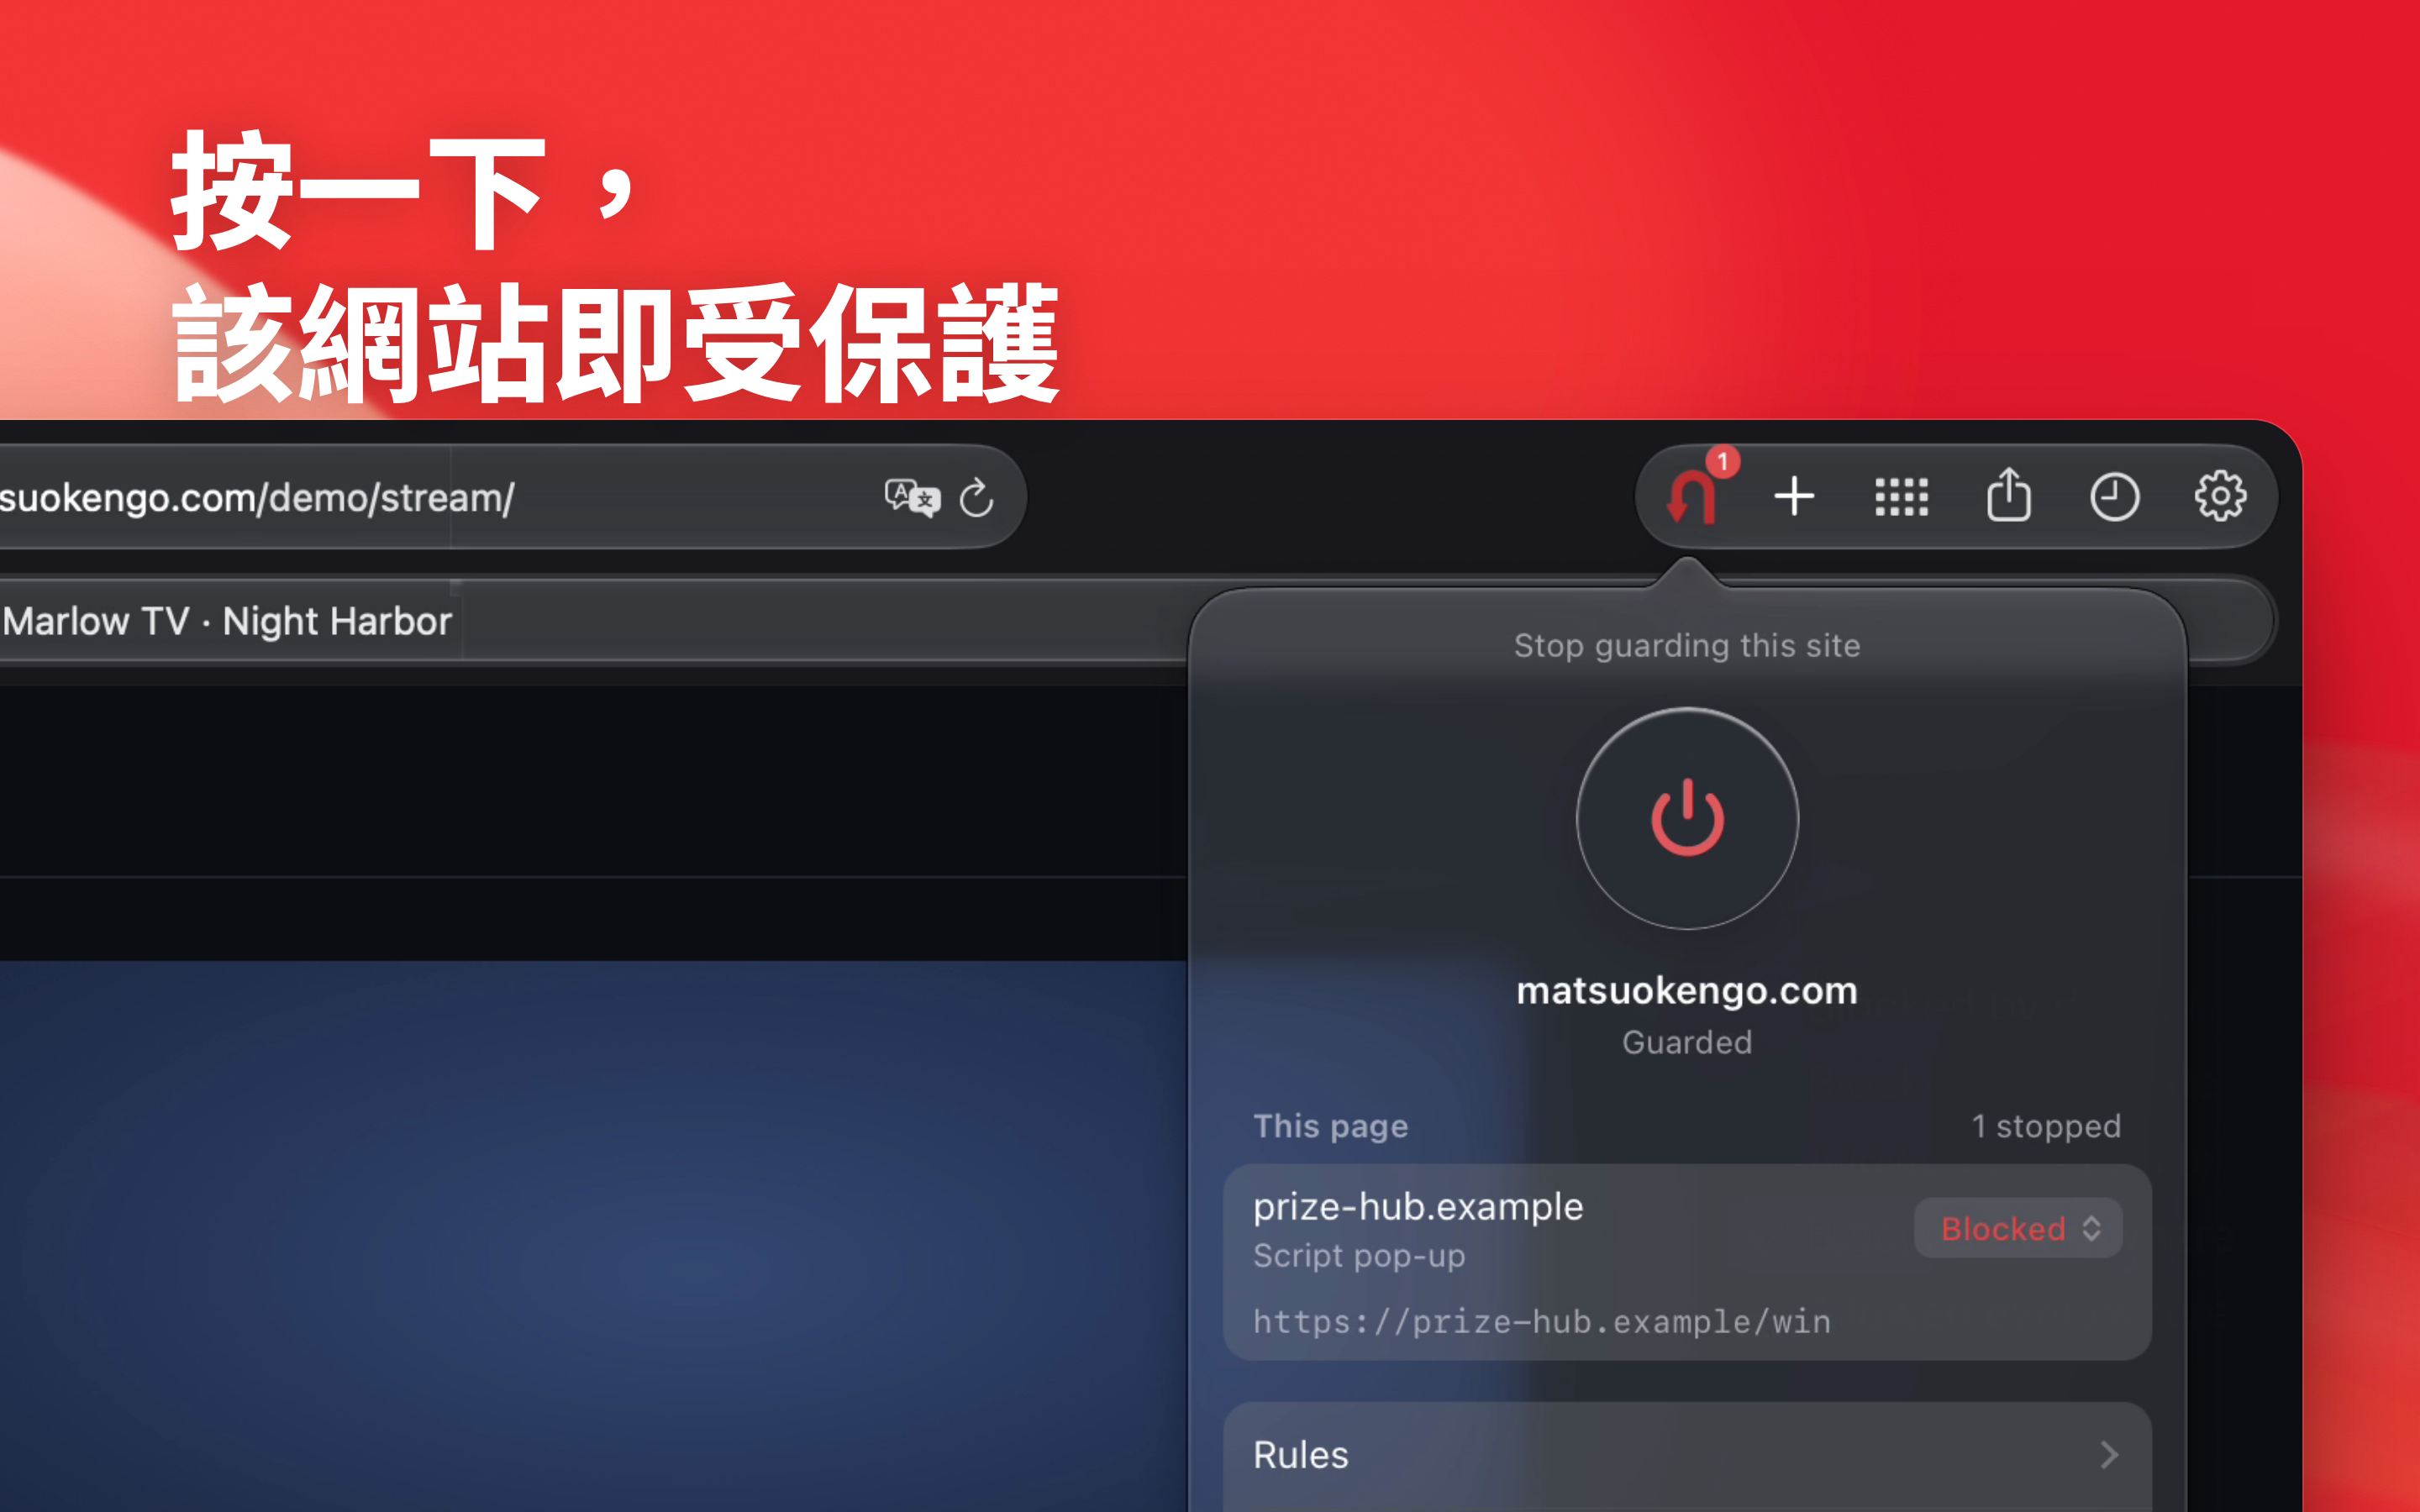 按一下，
該網站即受保護
suokengo.com/demo/stream/
1
Marlow TV · Night Harbor
Stop guarding this site
matsuokengo.com
Guarded
This page
1 stopped
prize-hub.example
Blocked
Script pop-up
https://prize-hub.example/win
Rules